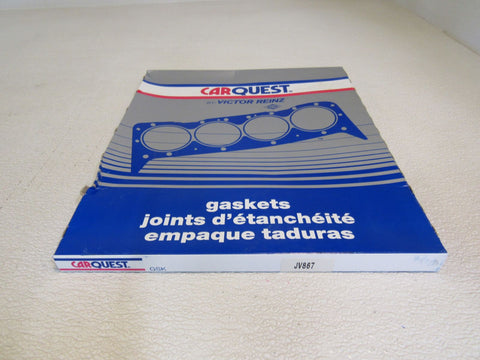 CARQUEST
BY VICTOR REINZ
gaskets
joints d'étanchéité
empaque taduras
CARQUEST GSK JV867